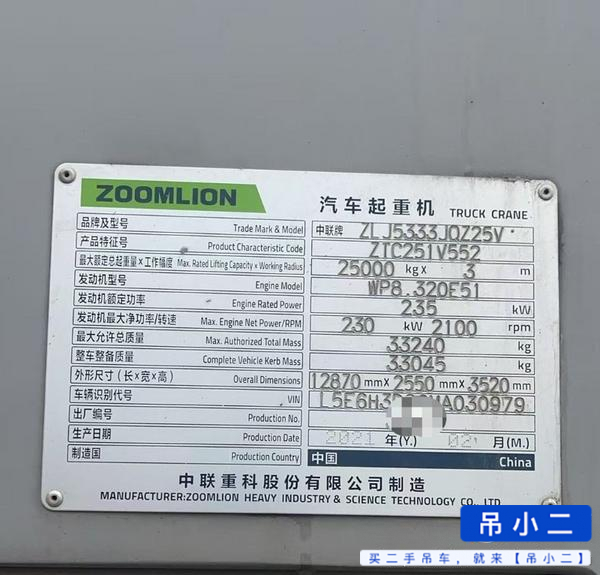 ZOOMLION
汽车起重机 TRUCK CRANE
品牌及型号 Trade Mark & Model 中联牌 ZLJ5333JQZ25V
产品特征号 Product Characteristic Code ZTC251V552
最大额定总起重量×工作幅度 Max. Rated Lifting Capacity × Working Radius 25000 kg x 3 m
发动机型号 Engine Model WP8.320E51
发动机额定功率 Engine Rated Power 235 kW
发动机最大净功率/转速 Max. Engine Net Power/RPM 230 kW 2100 rpm
最大允许总质量 Max. Authorized Total Mass 33240 kg
整车整备质量 Complete Vehicle Kerb Mass 33045 kg
外形尺寸（长×宽×高） Overall Dimensions 12870 mm× 2550 mm× 3520 mm
车辆识别代号 VIN L5E6H3 A030979
出厂编号 Production No.
生产日期 Production Date 2021 年(Y.) 02 月(M.)
制造国 Production Country 中国 China
中联重科股份有限公司制造
MANUFACTURER:ZOOMLION HEAVY INDUSTRY & SCIENCE TECHNOLOGY CO., LTD.
吊小二
买二手吊车，就来【吊小二】